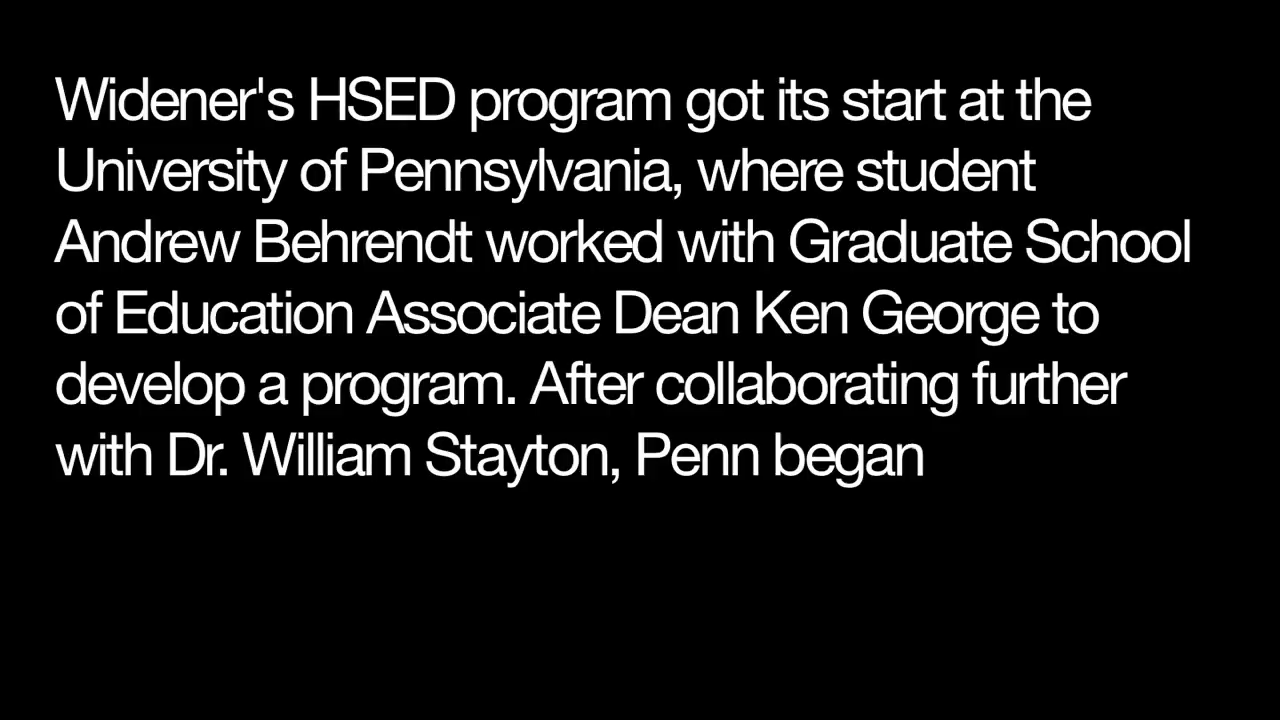 Widener's HSED program got its start at the
University of Pennsylvania, where student
Andrew Behrendt worked with Graduate School
of Education Associate Dean Ken George to
develop a program. After collaborating further
with Dr. William Stayton, Penn began